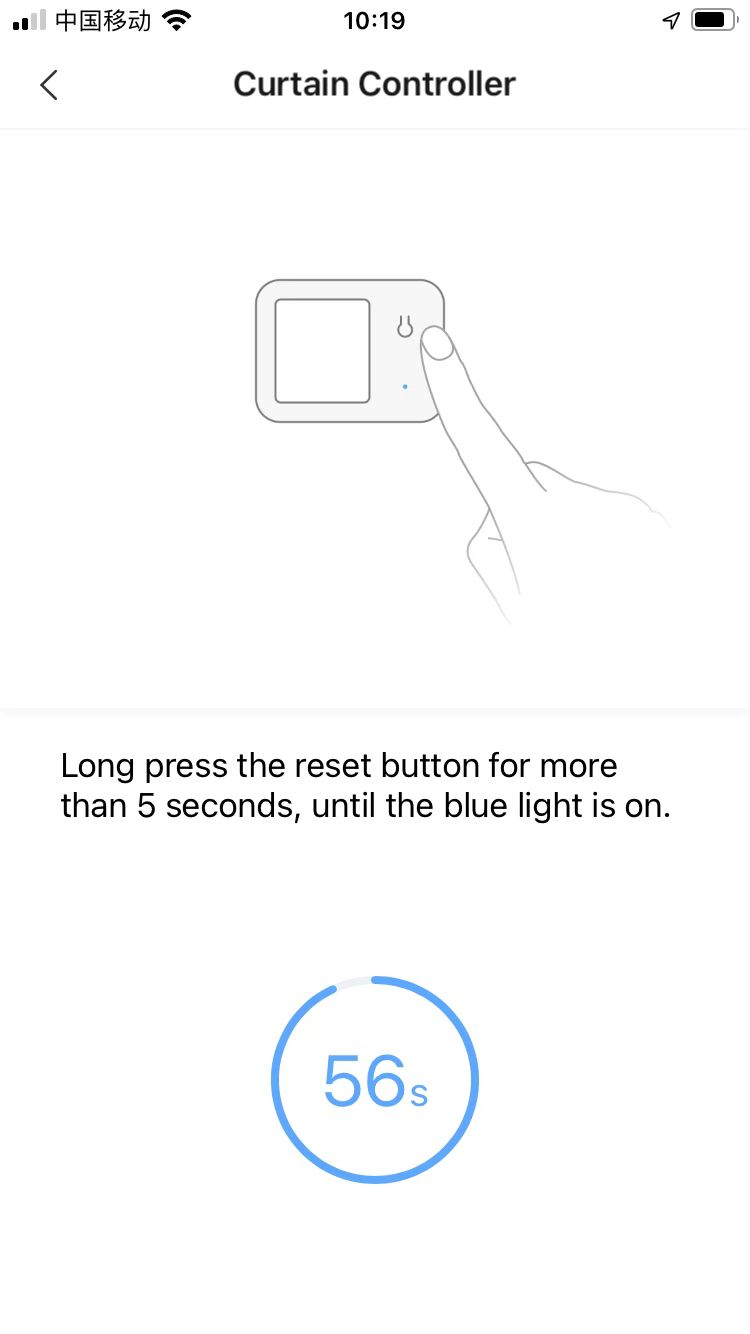 中国移动
10:19
Curtain Controller
Long press the reset button for more
than 5 seconds, until the blue light is on.
56s